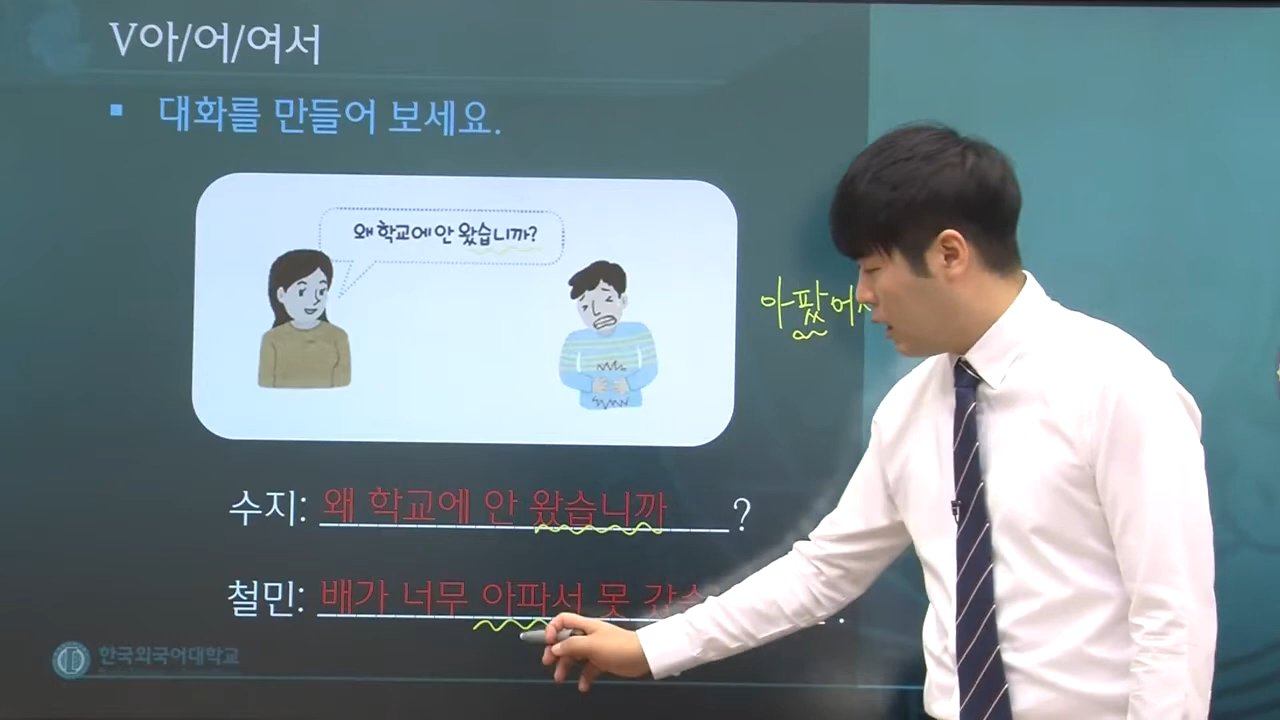 V아/어/여서
▪ 대화를 만들어 보세요.
왜 학교에 안 왔습니까?
아팠어
수지: 왜 학교에 안 왔습니까?
철민: 배가 너무 아파서 못
한국외국어대학교